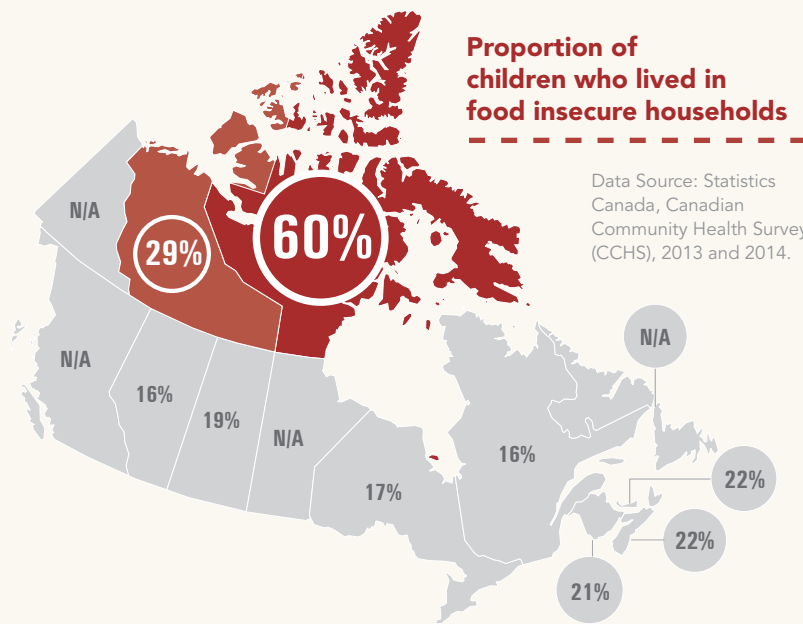 Proportion of
children who lived in
food insecure households
Data Source: Statistics
Canada, Canadian
Community Health Survey
(CCHS), 2013 and 2014.
N/A
29%
60%
N/A
N/A
16%
19%
N/A
17%
16%
22%
22%
21%